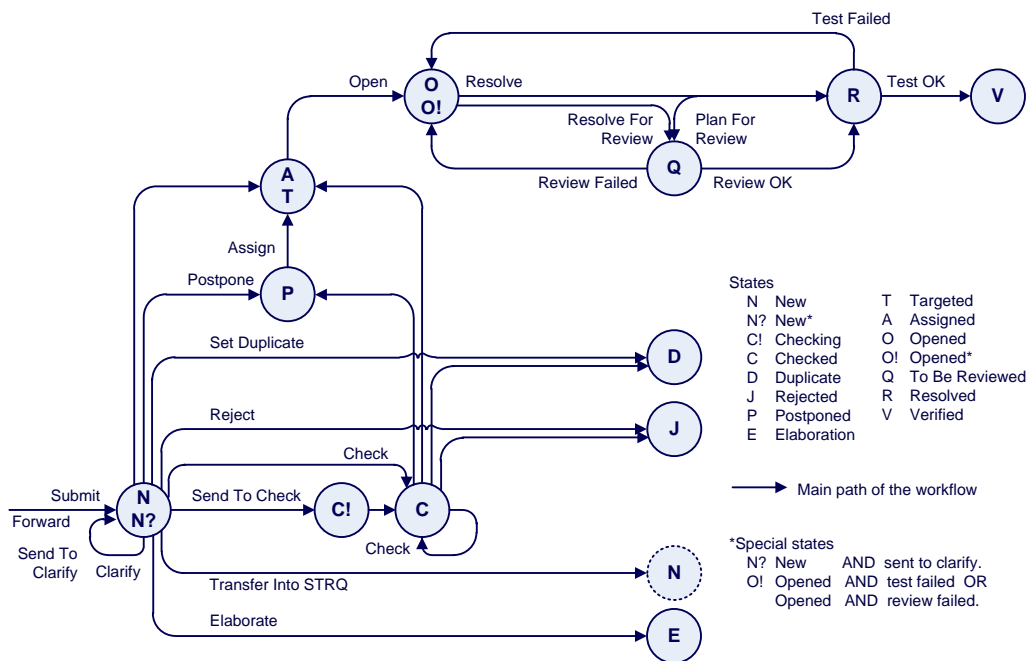 Test Failed
Open
O
O!
Resolve
R
Test OK
V
Resolve For
Review
Plan For
Review
Q
Review Failed
Review OK
A
T
Assign
Postpone
P
Set Duplicate
D
Reject
J
Check
Submit
Forward
N
N?
Send To Check
C!
C
Check
Send To
Clarify
Clarify
Transfer Into STRQ
N
Elaborate
E
States
N New
N? New*
C! Checking
C Checked
D Duplicate
J Rejected
P Postponed
E Elaboration
T Targeted
A Assigned
O Opened
O! Opened*
Q To Be Reviewed
R Resolved
V Verified
Main path of the workflow
*Special states
N? New AND sent to clarify.
O! Opened AND test failed OR
Opened AND review failed.